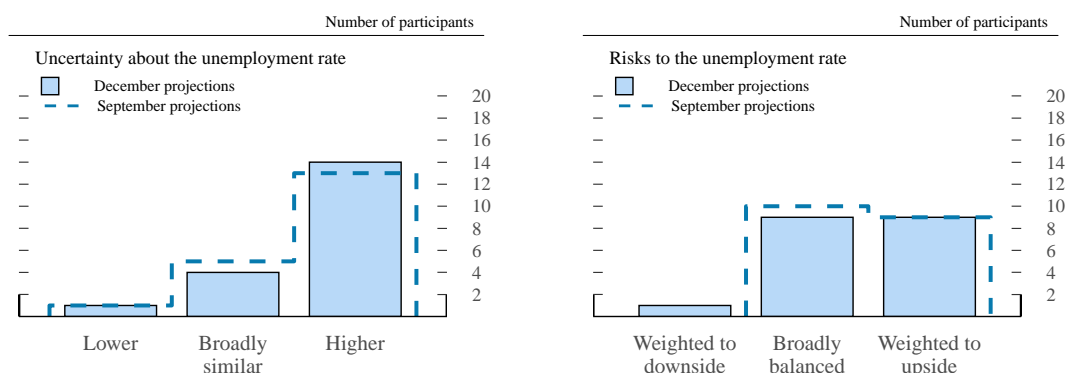 Number of participants
Uncertainty about the unemployment rate
December projections
September projections
20
18
16
14
12
10
8
6
4
2
Lower
Broadly
similar
Higher
Number of participants
Risks to the unemployment rate
December projections
September projections
20
18
16
14
12
10
8
6
4
2
Weighted to
downside
Broadly
balanced
Weighted to
upside